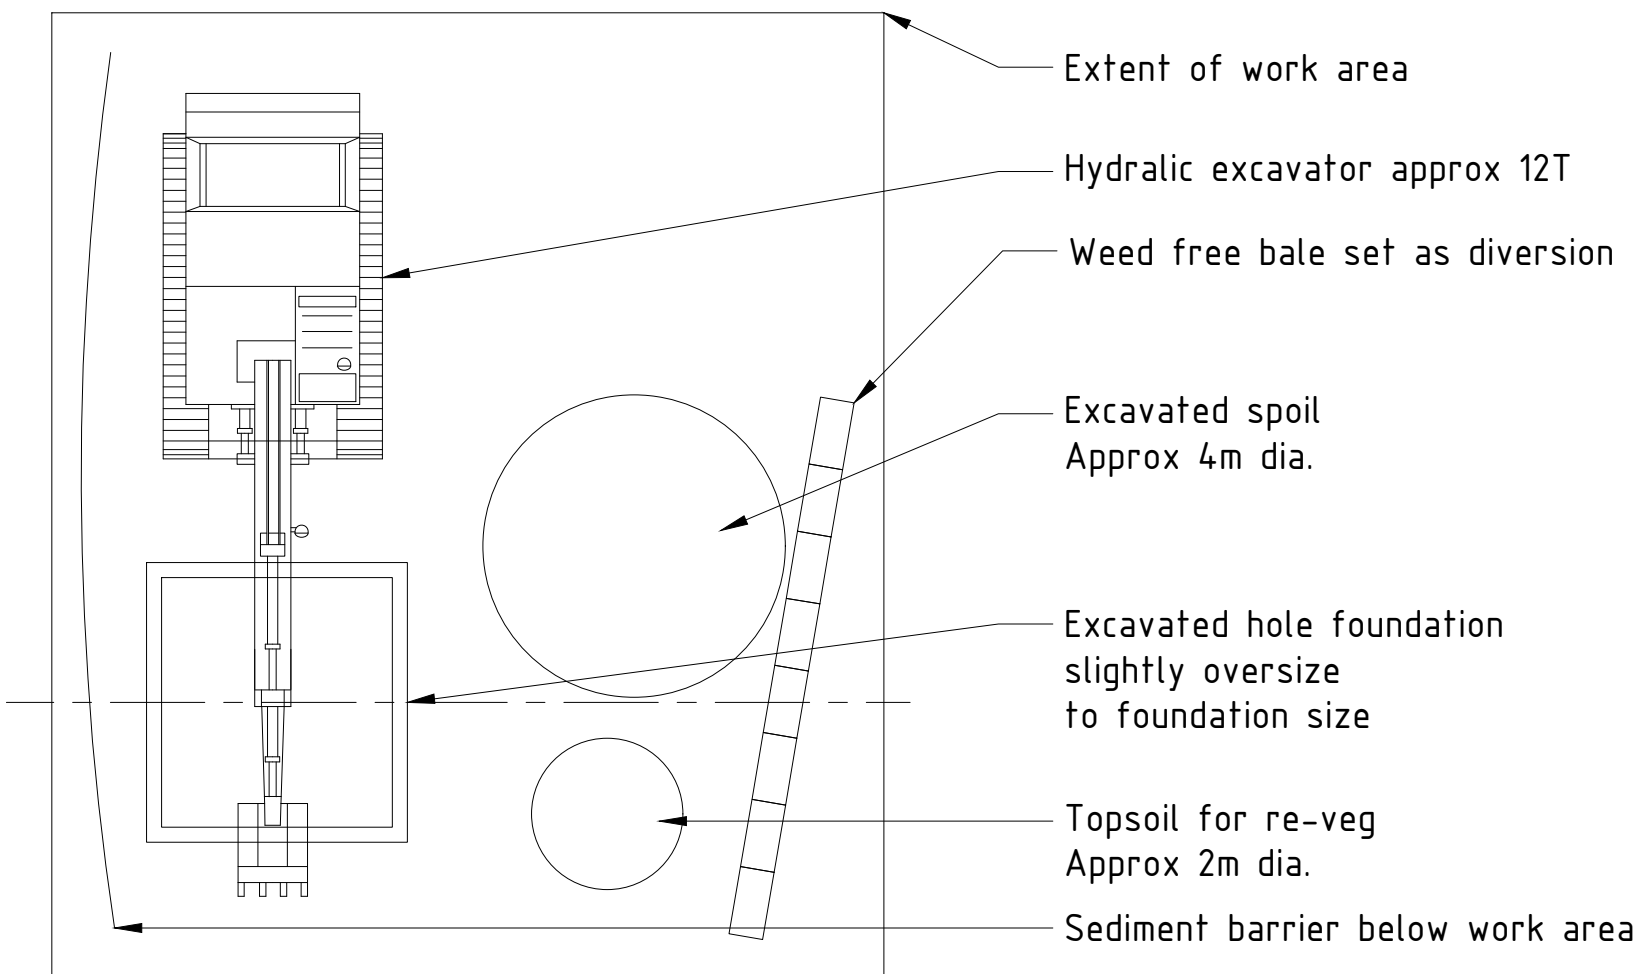 Extent of work area
Hydralic excavator approx 12T
Weed free bale set as diversion
Excavated spoil
Approx 4m dia.
Excavated hole foundation
slightly oversize
to foundation size
Topsoil for re-veg
Approx 2m dia.
Sediment barrier below work area